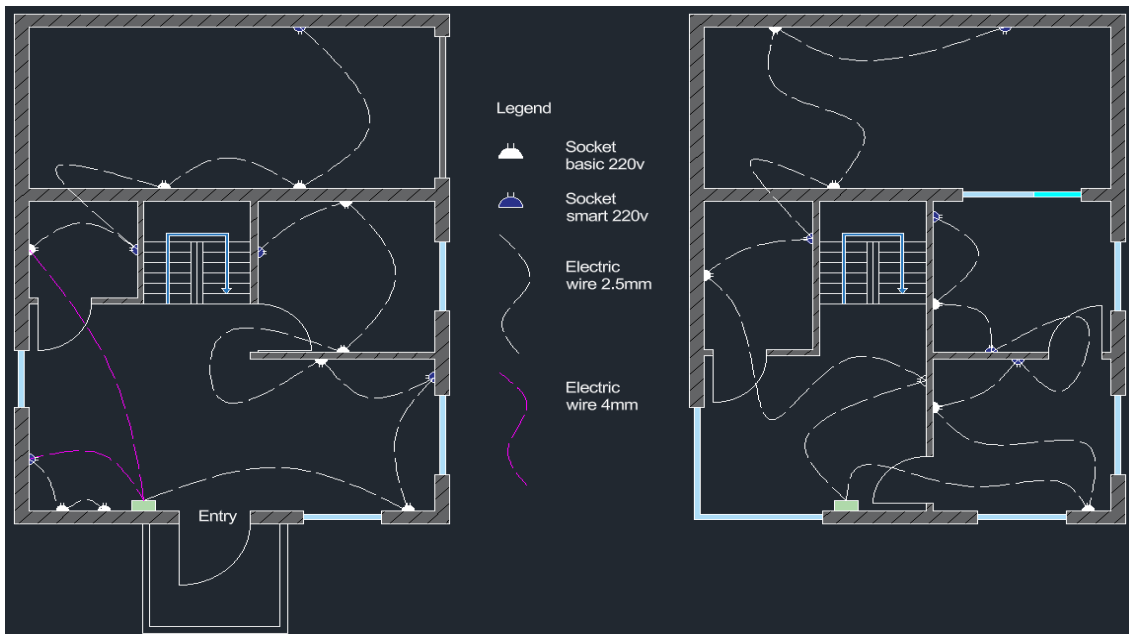 Legend
Socket
basic 220v
Socket
smart 220v
Electric
wire 2.5mm
Electric
wire 4mm
Entry